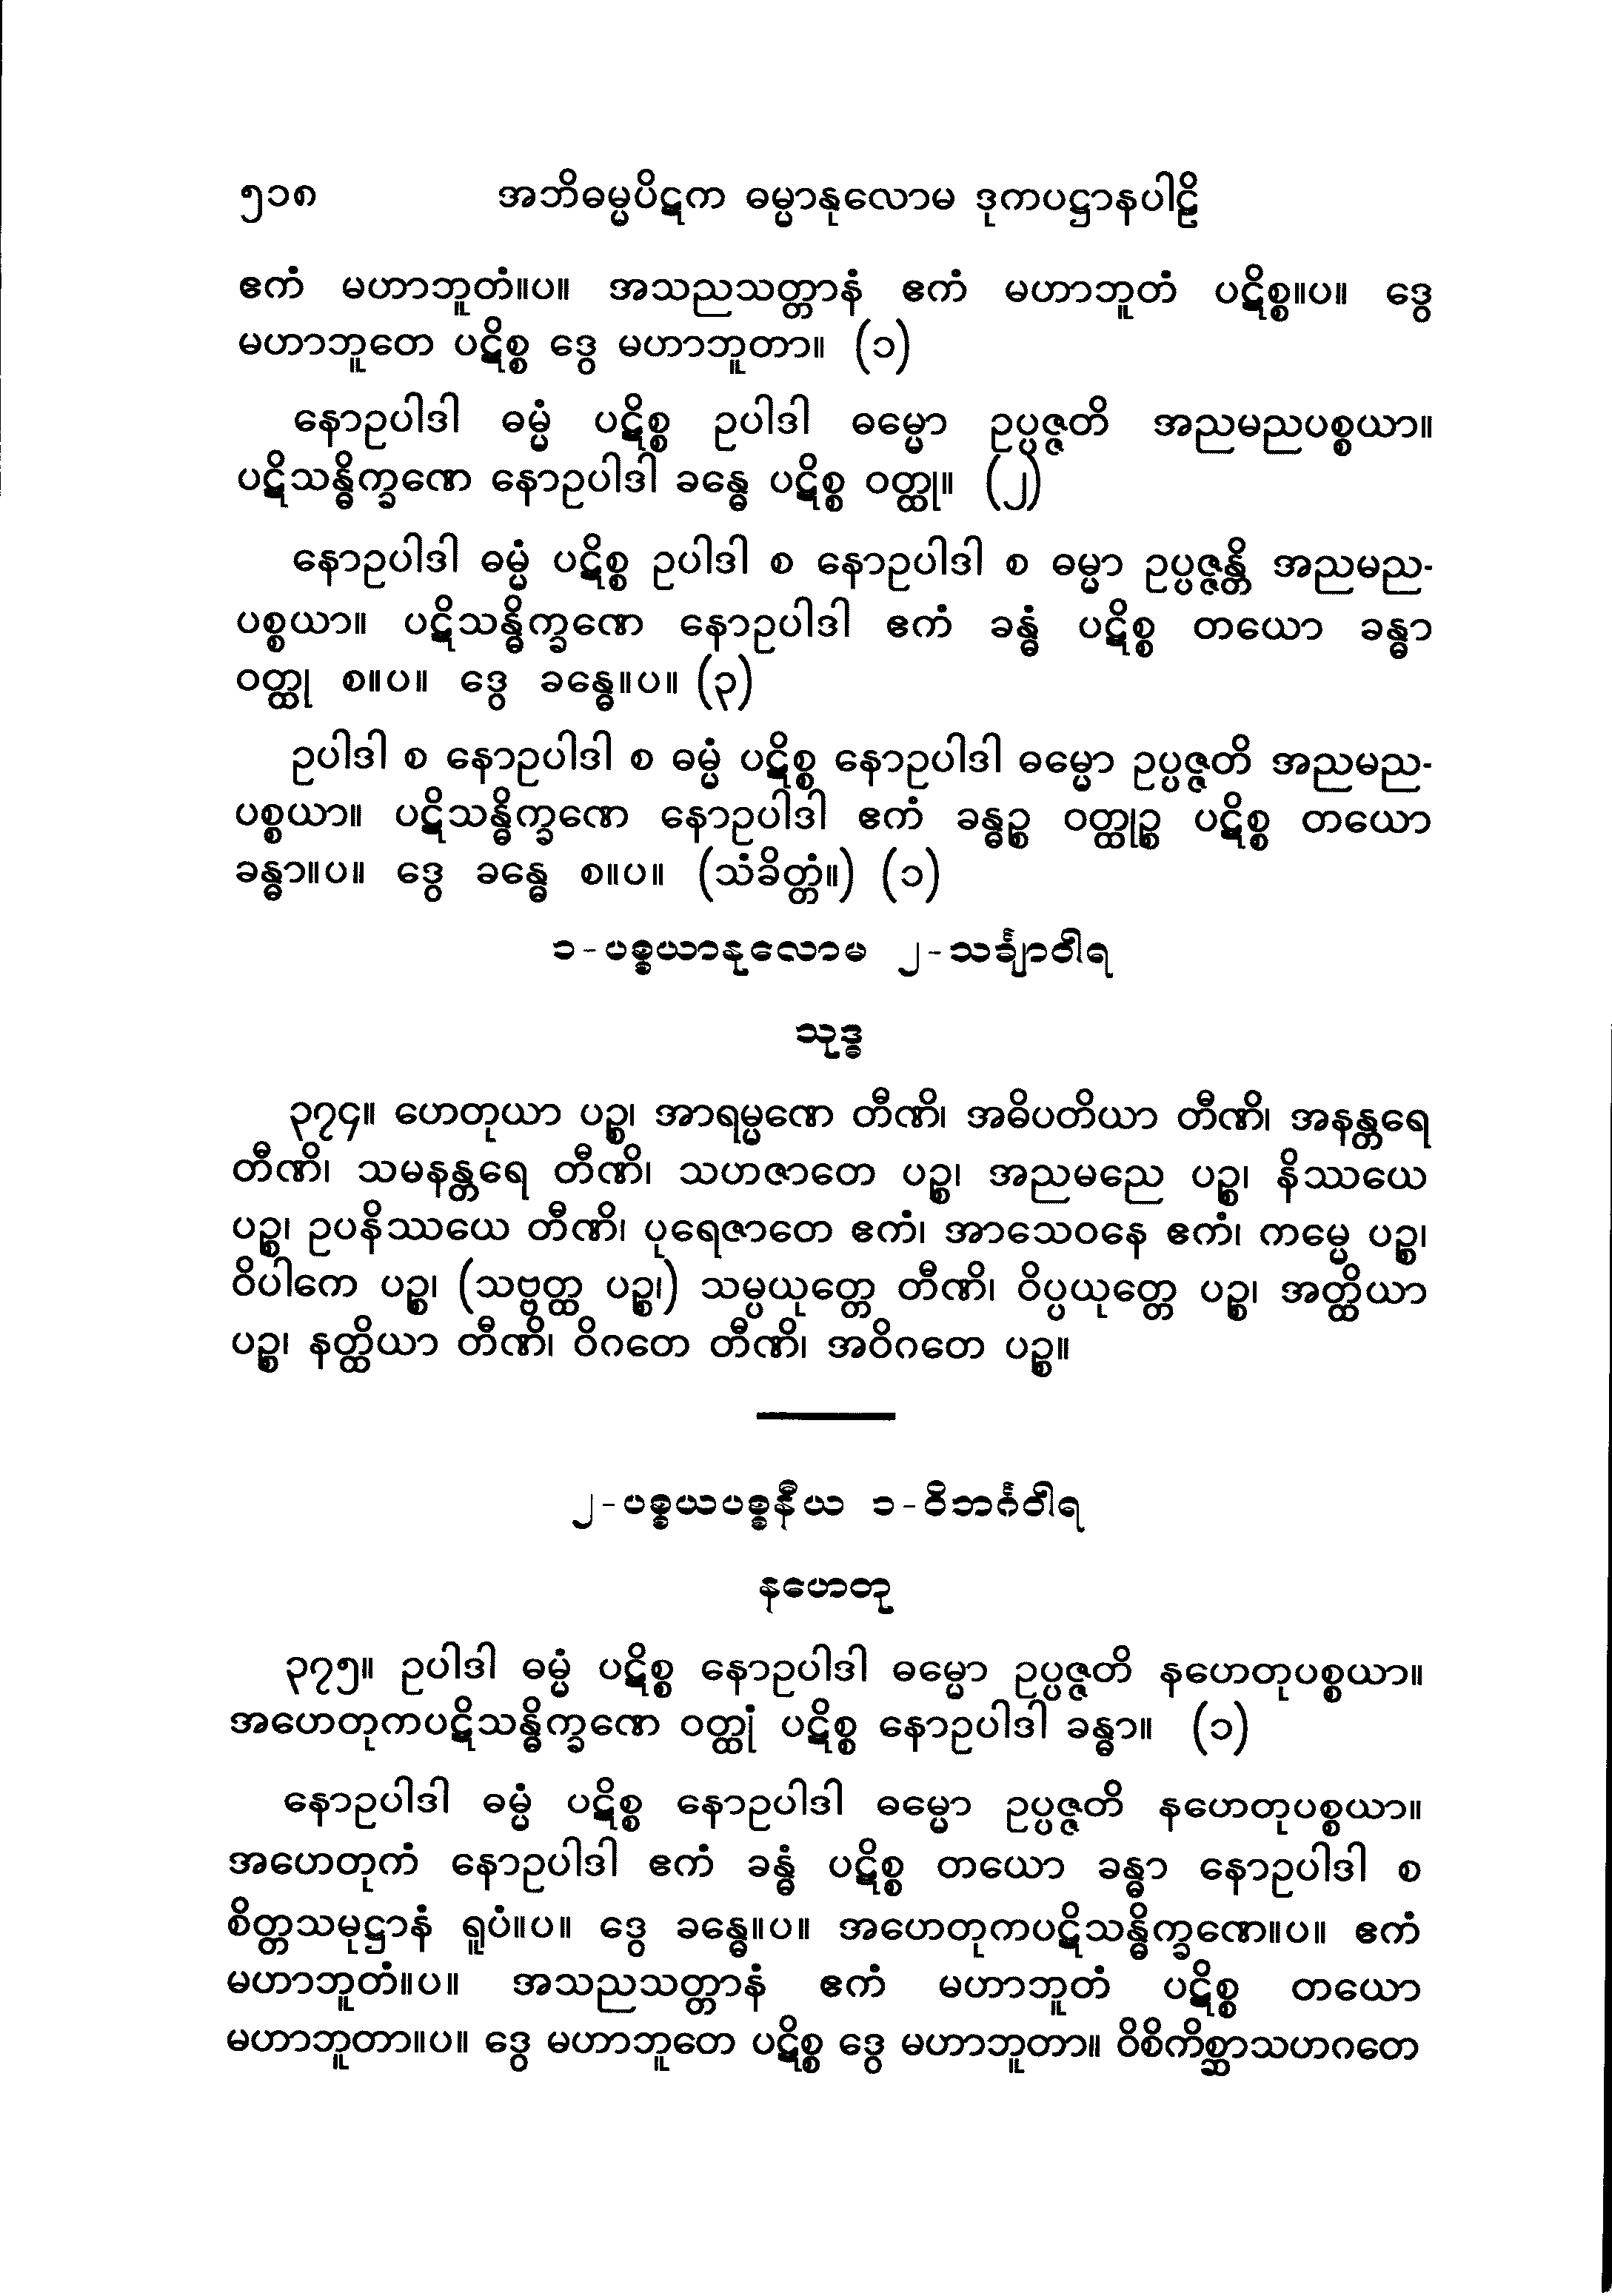 ၅၁၈ အဘိဓမ္မပိဋက ဓမ္မာနုလောမ ဒုကပဋ္ဌာနပါဠိ
ဧကံ မဟာဘူတံ။ပ။ အသညသတ္တာနံ ဧကံ မဟာဘူတံ ပဋိစ္စ။ပ။ ဒွေ
မဟာဘူတေ ပဋိစ္စ ဒွေ မဟာဘူတာ။ (၁)
နောဥပါဒါ ဓမ္မံ ပဋိစ္စ ဥပါဒါ ဓမ္မော ဥပ္ပဇ္ဇတိ အညမညပစ္စယာ။
ပဋိသန္ဓိက္ခဏေ နောဥပါဒါ ခန္ဓေ ပဋိစ္စ ဝတ္ထု။ (၂)
နောဥပါဒါ ဓမ္မံ ပဋိစ္စ ဥပါဒါ စ နောဥပါဒါ စ ဓမ္မာ ဥပ္ပဇ္ဇန္တိ အညမည-
ပစ္စယာ။ ပဋိသန္ဓိက္ခဏေ နောဥပါဒါ ဧကံ ခန္ဓံ ပဋိစ္စ တယော ခန္ဓာ
ဝတ္ထု စ။ပ။ ဒွေ ခန္ဓေ။ပ။ (၃)
ဥပါဒါ စ နောဥပါဒါ စ ဓမ္မံ ပဋိစ္စ နောဥပါဒါ ဓမ္မော ဥပ္ပဇ္ဇတိ အညမည-
ပစ္စယာ။ ပဋိသန္ဓိက္ခဏေ နောဥပါဒါ ဧကံ ခန္ဓဉ္စ ဝတ္ထုဉ္စ ပဋိစ္စ တယော
ခန္ဓာ။ပ။ ဒွေ ခန္ဓေ စ။ပ။ (သံခိတ္တံ။) (၁)
၁-ပစ္စယာနုလောမ ၂-သင်္ချာဝါရ
သုဒ္ဓ
၃၇၄။ ဟေတုယာ ပဉ္စ၊ အာရမ္မဏေ တီဏိ၊ အဓိပတိယာ တီဏိ၊ အနန္တရေ
တီဏိ၊ သမနန္တရေ တီဏိ၊ သဟဇာတေ ပဉ္စ၊ အညမညေ ပဉ္စ၊ နိဿယေ
ပဉ္စ၊ ဥပနိဿယေ တီဏိ၊ ပုရေဇာတေ ဧကံ၊ အာသေဝနေ ဧကံ၊ ကမ္မေ ပဉ္စ၊
ဝိပါကေ ပဉ္စ၊ (သဗ္ဗတ္ထ ပဉ္စ၊) သမ္ပယုတ္တေ တီဏိ၊ ဝိပ္ပယုတ္တေ ပဉ္စ၊ အတ္ထိယာ
ပဉ္စ၊ နတ္ထိယာ တီဏိ၊ ဝိဂတေ တီဏိ၊ အဝိဂတေ ပဉ္စ။
၂-ပစ္စယပစ္စနီယ ၁-ဝိဘင်္ဂဝါရ
နဟေတု
၃၇၅။ ဥပါဒါ ဓမ္မံ ပဋိစ္စ နောဥပါဒါ ဓမ္မော ဥပ္ပဇ္ဇတိ နဟေတုပစ္စယာ။
အဟေတုကပဋိသန္ဓိက္ခဏေ ဝတ္ထုံ ပဋိစ္စ နောဥပါဒါ ခန္ဓာ။ (၁)
နောဥပါဒါ ဓမ္မံ ပဋိစ္စ နောဥပါဒါ ဓမ္မော ဥပ္ပဇ္ဇတိ နဟေတုပစ္စယာ။
အဟေတုကံ နောဥပါဒါ ဧကံ ခန္ဓံ ပဋိစ္စ တယော ခန္ဓာ နောဥပါဒါ စ
စိတ္တသမုဋ္ဌာနံ ရူပံ။ပ။ ဒွေ ခန္ဓေ။ပ။ အဟေတုကပဋိသန္ဓိက္ခဏေ။ပ။ ဧကံ
မဟာဘူတံ။ပ။ အသညသတ္တာနံ ဧကံ မဟာဘူတံ ပဋိစ္စ တယော
မဟာဘူတာ။ပ။ ဒွေ မဟာဘူတေ ပဋိစ္စ ဒွေ မဟာဘူတာ။ ဝိစိကိစ္ဆာသဟဂတေ